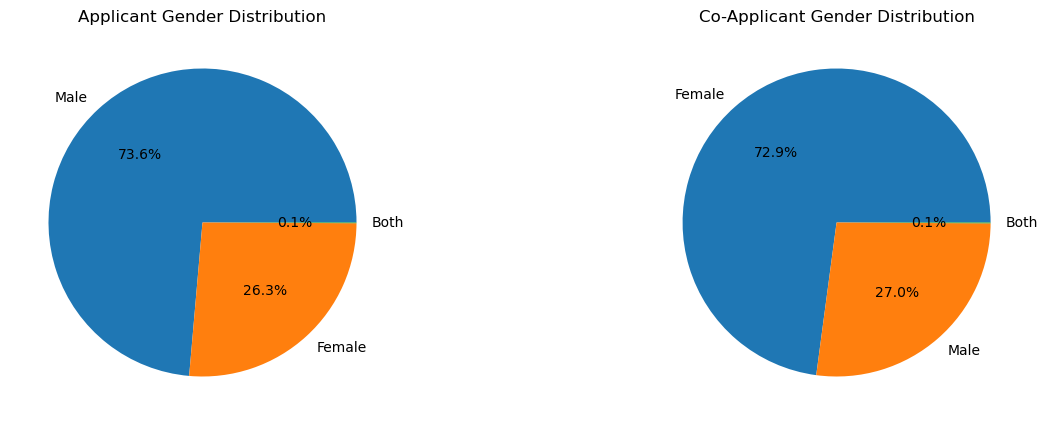 Applicant Gender Distribution
Male
73.6%
0.1%
Both
26.3%
Female
Co-Applicant Gender Distribution
Female
72.9%
0.1%
Both
27.0%
Male